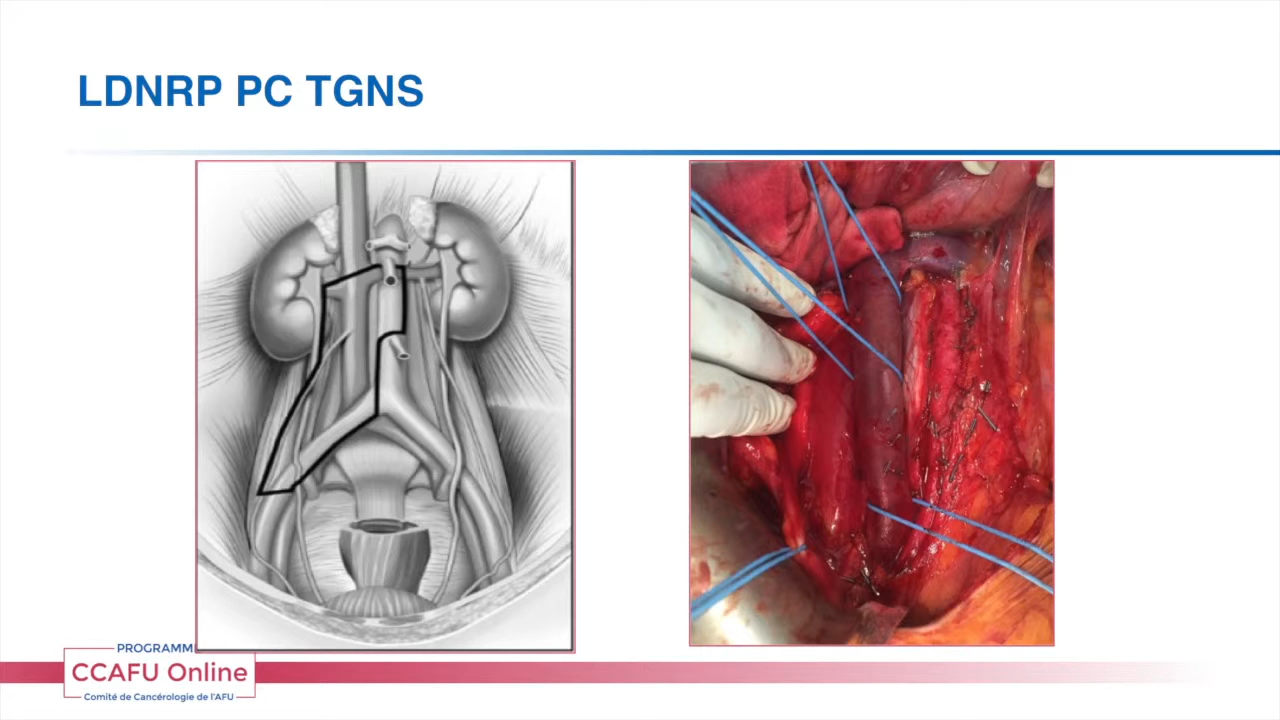 LDNRP PC TGNS
PROGRAMM
CCAFU Online
Comité de Cancérologie de l'AFU